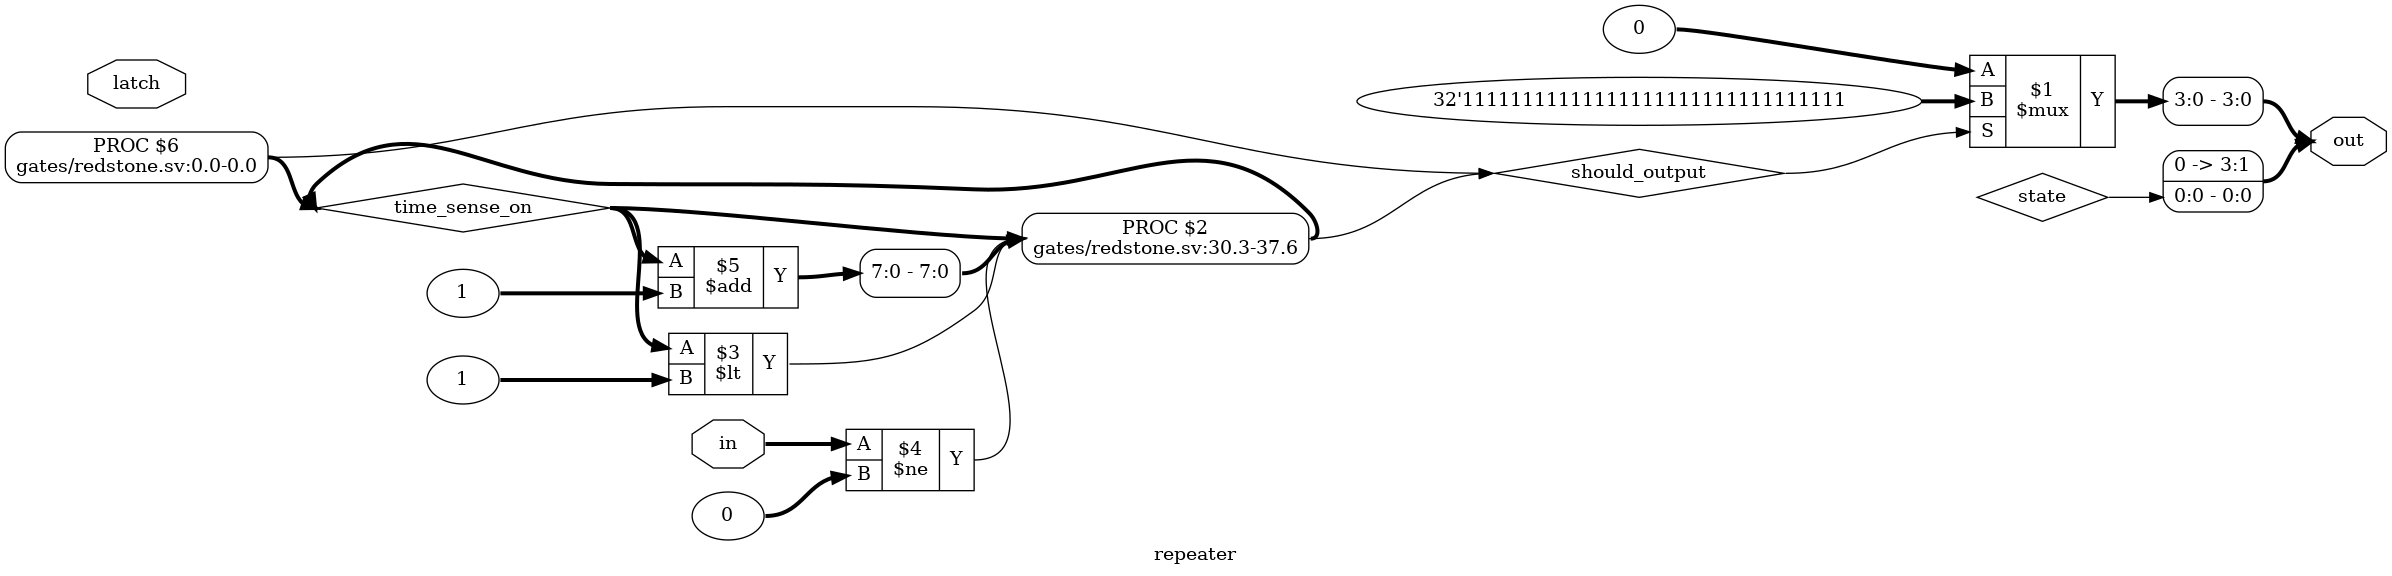 latch
PROC $6
gates/redstone.sv:0.0-0.0
time_sense_on
1
A
B
$5
$add
Y
7:0 - 7:0
1
A
B
$3
$lt
Y
in
0
A
B
$4
$ne
Y
PROC $2
gates/redstone.sv:30.3-37.6
should_output
0
32'11111111111111111111111111111111
A
B
S
$1
$mux
Y
3:0 - 3:0
state
0 -> 3:1
0:0 - 0:0
out
repeater